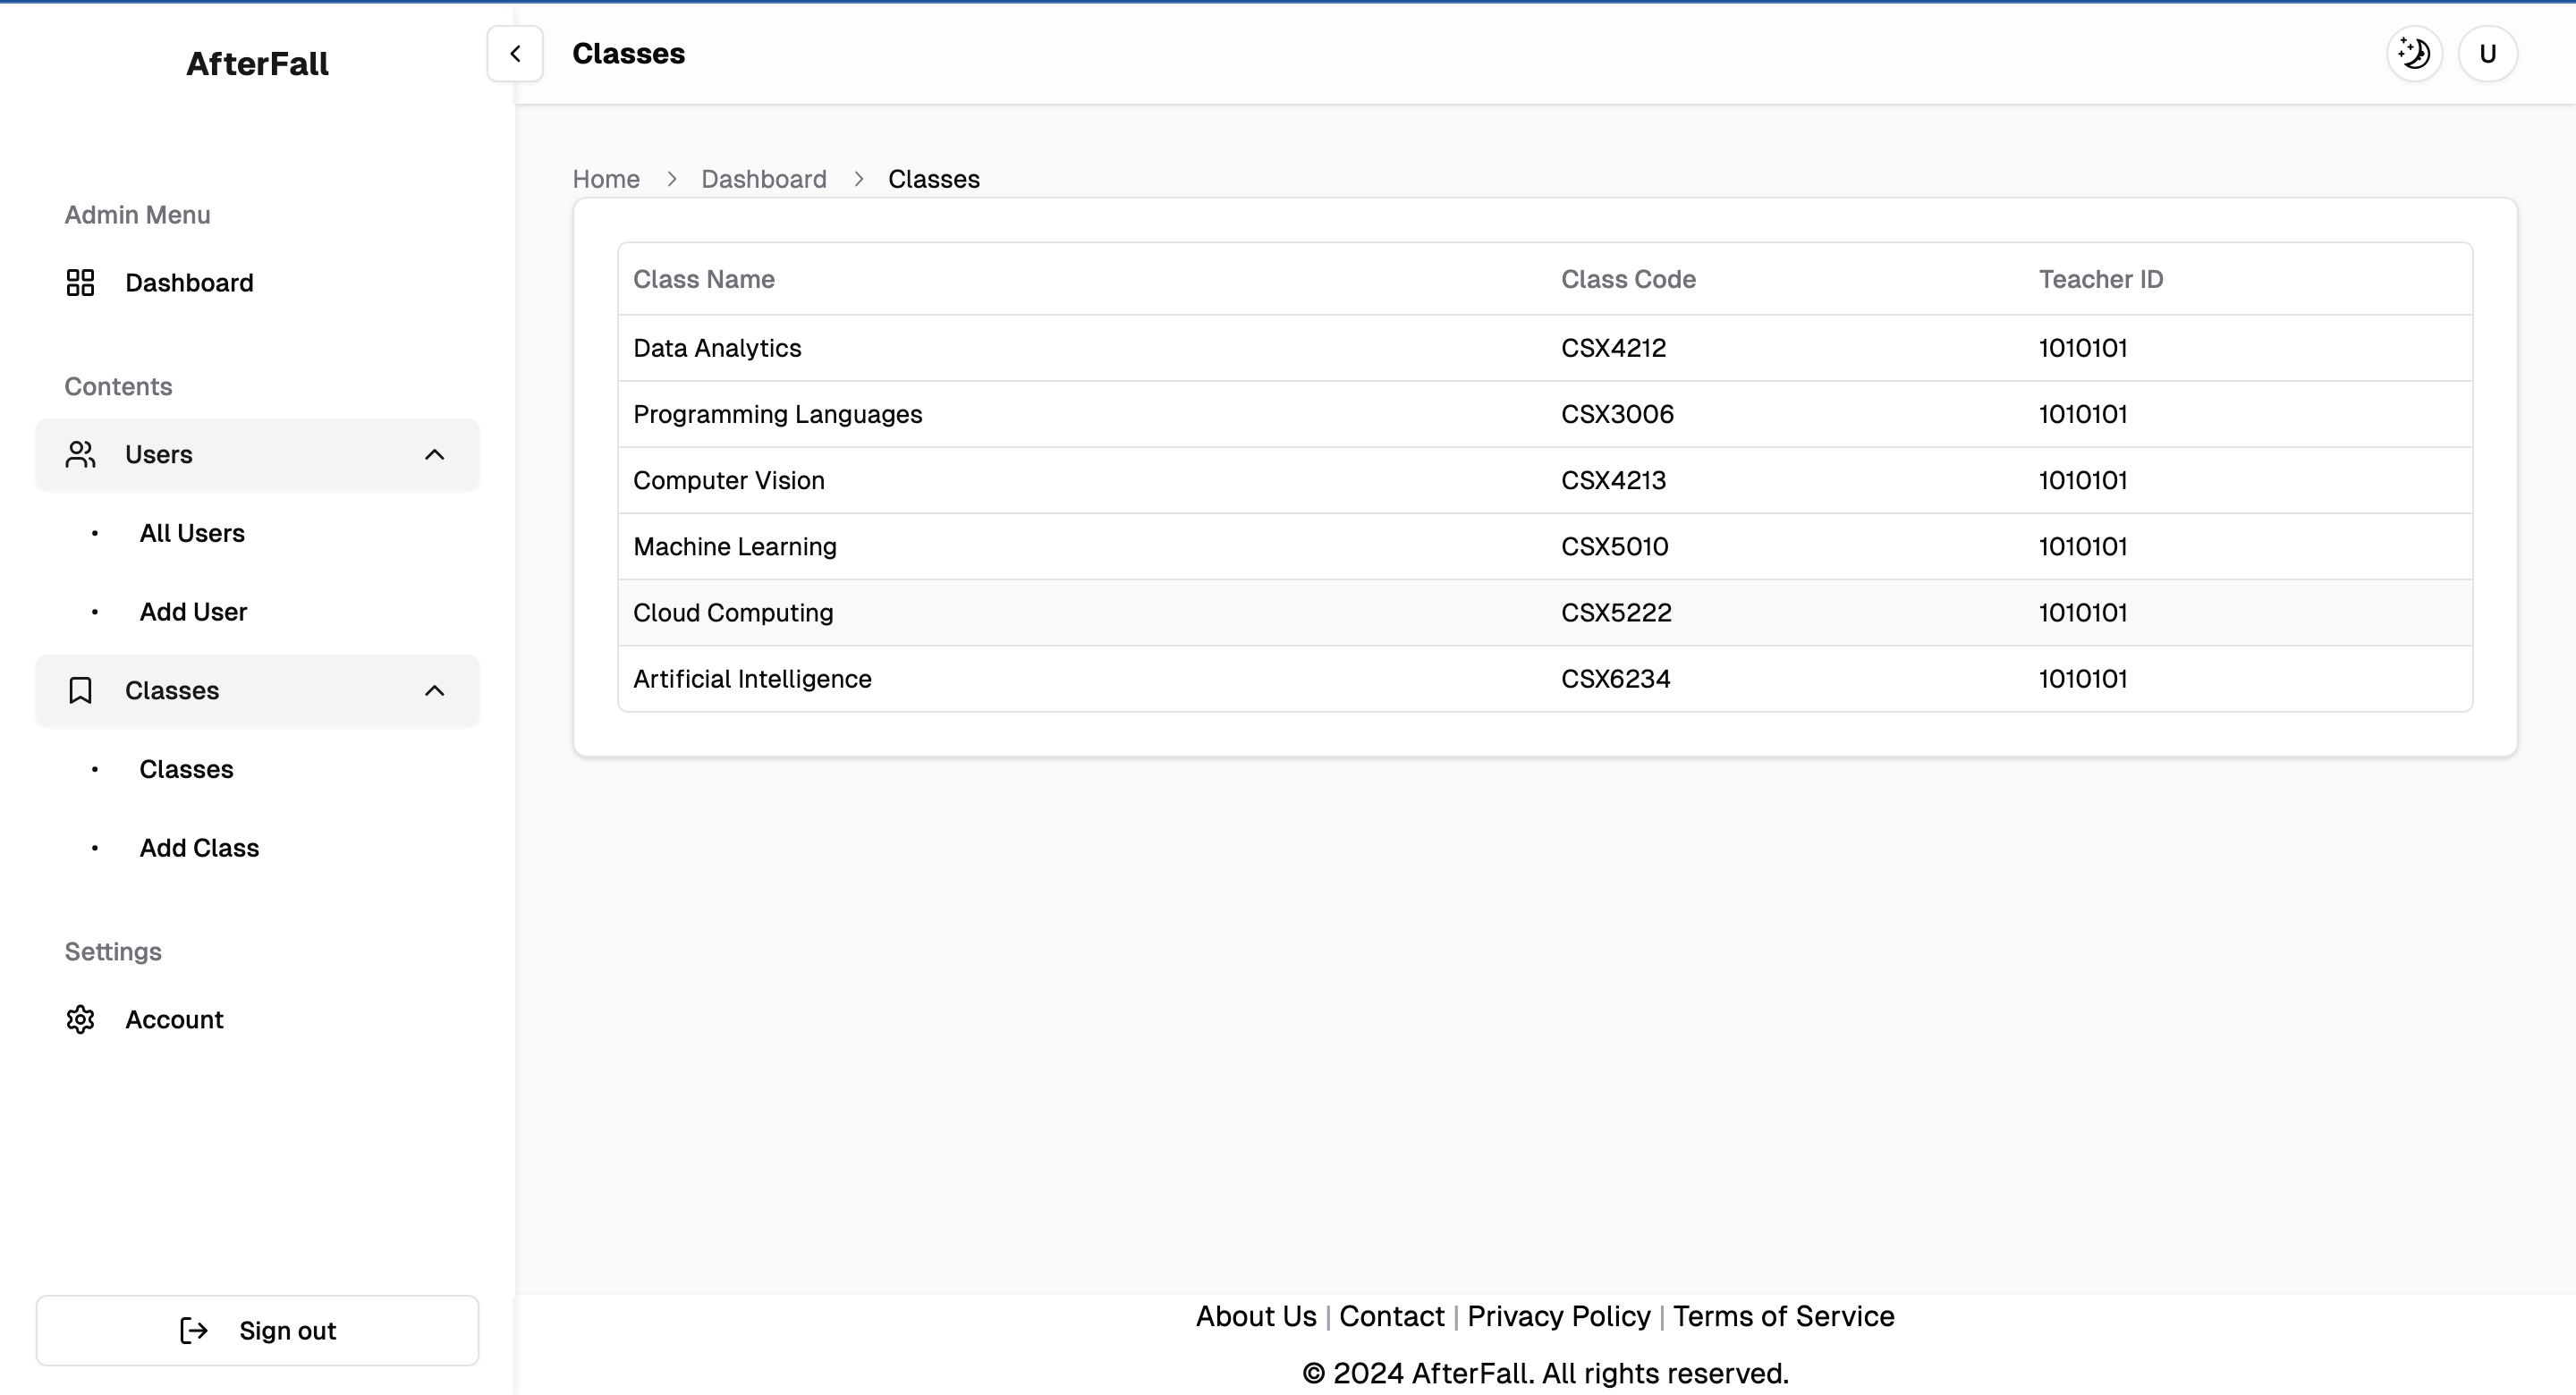 AfterFall
Admin Menu
Dashboard
Contents
Users
All Users
Add User
Classes
Classes
Add Class
Settings
Account
Sign out
Classes
U
Home > Dashboard > Classes
Class Name Class Code Teacher ID
Data Analytics CSX4212 1010101
Programming Languages CSX3006 1010101
Computer Vision CSX4213 1010101
Machine Learning CSX5010 1010101
Cloud Computing CSX5222 1010101
Artificial Intelligence CSX6234 1010101
About Us | Contact | Privacy Policy | Terms of Service
© 2024 AfterFall. All rights reserved.